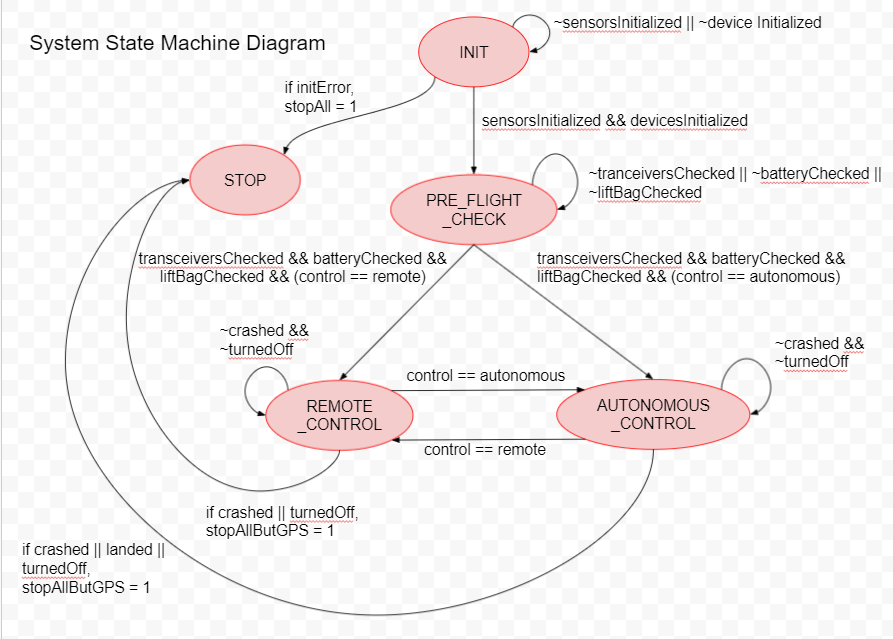 System State Machine Diagram
INIT
~sensorsInitialized || ~device Initialized
if initError,
stopAll = 1
sensorsInitialized && devicesInitialized
STOP
PRE_FLIGHT
_CHECK
~tranceiversChecked || ~batteryChecked ||
~liftBagChecked
transceiversChecked && batteryChecked &&
liftBagChecked && (control == remote)
transceiversChecked && batteryChecked &&
liftBagChecked && (control == autonomous)
~crashed &&
~turnedOff
~crashed &&
~turnedOff
control == autonomous
REMOTE
_CONTROL
AUTONOMOUS
_CONTROL
control == remote
if crashed || turnedOff,
stopAllButGPS = 1
if crashed || landed ||
turnedOff,
stopAllButGPS = 1